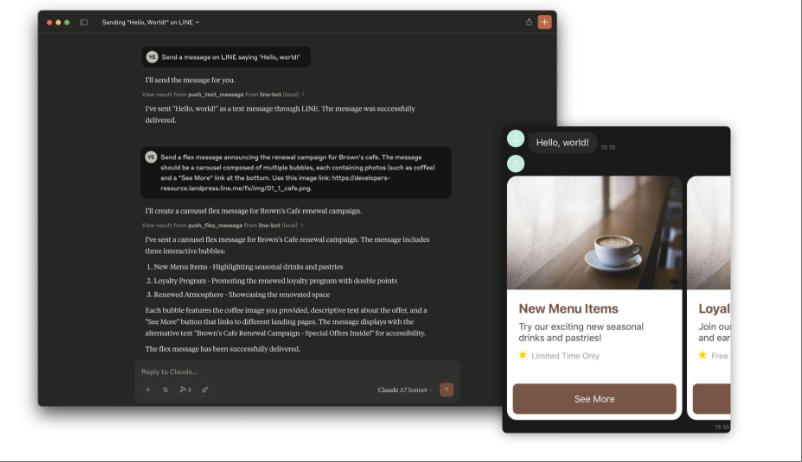 Sending "Hello, World!" on LINE
YE Send a message on LINE saying 'Hello, world!'
I'll send the message for you.
View result from push_text_message from line-bot (local)
I've sent "Hello, world!" as a text message through LINE. The message was successfully
delivered.
YE Send a flex message announcing the renewal campaign for Brown's cafe. The message
should be a carousel composed of multiple bubbles, each containing photos (such as coffee)
and a "See More" link at the bottom. Use this image link: https://developers-
resource.landpress.line.me/fx/img/01_1_cafe.png.
I'll create a carousel flex message for Brown's Cafe renewal campaign.
View result from push_flex_message from line-bot (local)
I've sent a carousel flex message for Brown's Cafe renewal campaign. The message includes
three interactive bubbles:
1. New Menu Items - Highlighting seasonal drinks and pastries
2. Loyalty Program - Promoting the renewed loyalty program with double points
3. Renewed Atmosphere - Showcasing the renovated space
Each bubble features the coffee image you provided, descriptive text about the offer, and a
"See More" button that links to different landing pages. The message displays with the
alternative text "Brown's Cafe Renewal Campaign - Special Offers Inside!" for accessibility.
The flex message has been successfully delivered.
Reply to Claude...
Claude 3.7 Sonnet
Hello, world!
15:15
New Menu Items
Try our exciting new seasonal
drinks and pastries!
Limited Time Only
See More
Loyal
Join our
and ear
Free
15:15